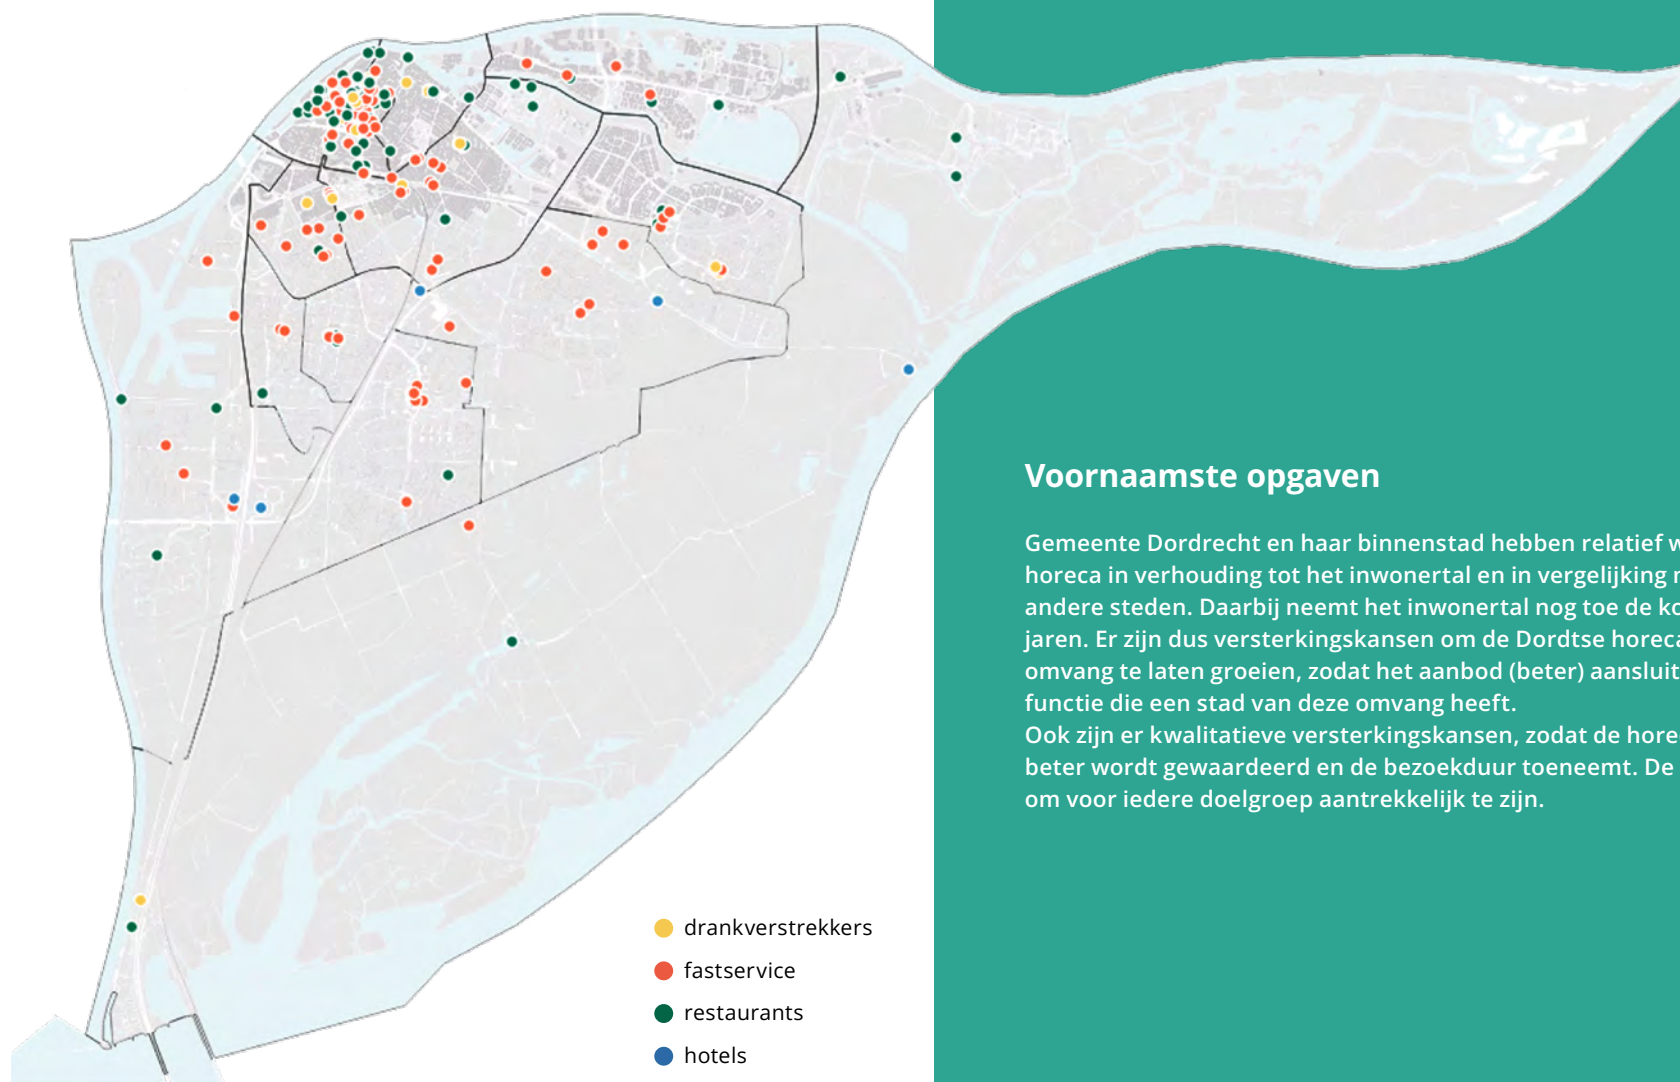 Voornaamste opgaven
Gemeente Dordrecht en haar binnenstad hebben relatief
horeca in verhouding tot het inwonertal en in vergelijking
andere steden. Daarbij neemt het inwonertal nog toe de
jaren. Er zijn dus versterkingskansen om de Dordtse horeca
omvang te laten groeien, zodat het aanbod (beter) aansluit
functie die een stad van deze omvang heeft.
Ook zijn er kwalitatieve versterkingskansen, zodat de
beter wordt gewaardeerd en de bezoekduur toeneemt. De
om voor iedere doelgroep aantrekkelijk te zijn.
drankverstrekkers
fastservice
restaurants
hotels